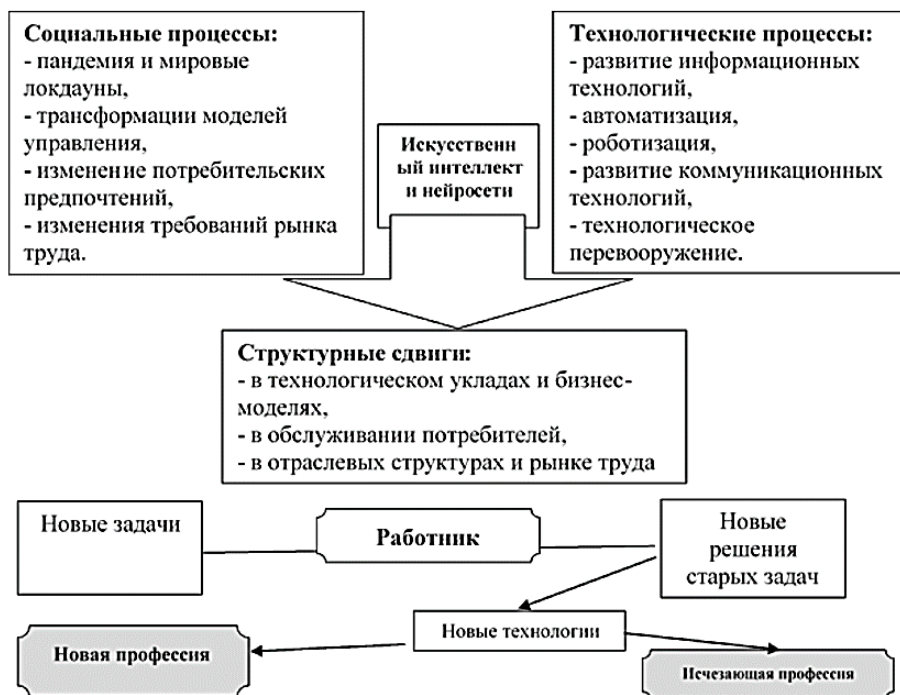 Социальные процессы:
- пандемия и мировые
локдауны,
- трансформации моделей
управления,
- изменение потребительских
предпочтений,
- изменения требований рынка
труда.
Искусственн
ый интеллект
и нейросети
Технологические процессы:
- развитие информационных
технологий,
- автоматизация,
- роботизация,
- развитие коммуникационных
технологий,
- технологическое
перевооружение.
Структурные сдвиги:
- в технологическом укладах и бизнес-
моделях,
- в обслуживании потребителей,
- в отраслевых структурах и рынке труда
Новые задачи
Работник
Новые
решения
старых задач
Новые технологии
Новая профессия
Исчезающая профессия